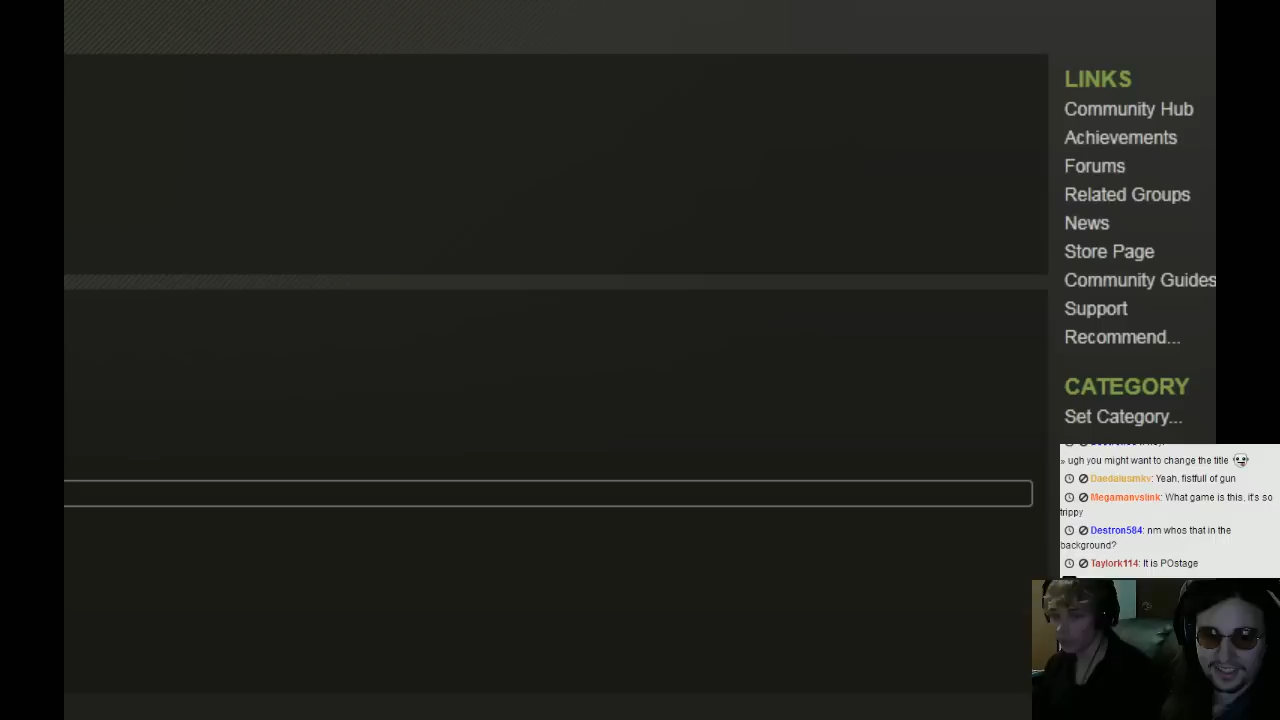 LINKS
Community Hub
Achievements
Forums
Related Groups
News
Store Page
Community Guides
Support
Recommend...
CATEGORY
Set Category...
» ugh you might want to change the title
Daedalusmkv: Yeah, fistfull of gun
Megamanvslink: What game is this, it's so
trippy
Destron584: nm whos that in the
background?
Taylork114: It is POstage